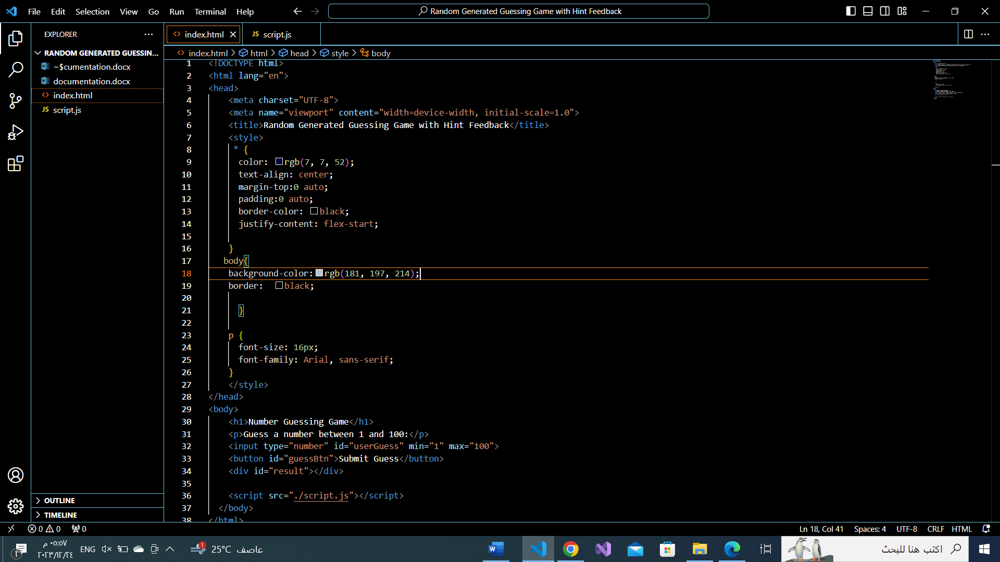 File Edit Selection View Go Run Terminal Help
Random Generated Guessing Game with Hint Feedback
EXPLORER
RANDOM GENERATED GUESSIN...
~$cumentation.docx
documentation.docx
index.html
JS script.js
OUTLINE
TIMELINE
index.html
JS script.js
index.html > html > head > style > body
1 <!DOCTYPE html>
2 <html lang="en">
3 <head>
4 <meta charset="UTF-8">
5 <meta name="viewport" content="width=device-width, initial-scale=1.0">
6 <title>Random Generated Guessing Game with Hint Feedback</title>
7 <style>
8 * {
9 color: rgb(7, 7, 52);
10 text-align: center;
11 margin-top:0 auto;
12 padding:0 auto;
13 border-color: black;
14 justify-content: flex-start;
15
16 }
17 body{
18 background-color: rgb(181, 197, 214);
19 border: black;
20
21 }
22
23 p {
24 font-size: 16px;
25 font-family: Arial, sans-serif;
26 }
27 </style>
28 </head>
29 <body>
30 <h1>Number Guessing Game</h1>
31 <p>Guess a number between 1 and 100:</p>
32 <input type="number" id="userGuess" min="1" max="100">
33 <button id="guessBtn">Submit Guess</button>
34 <div id="result"></div>
35
36 <script src="./script.js"></script>
37 </body>
38 </html>
0 0 0
Ln 18, Col 41 Spaces: 4 UTF-8 CRLF HTML
١
٠٥:٥٧ م
٢٠٢٣/١٢/٢٤
ENG
1
25°C عاصف
اكتب هنا للبحث